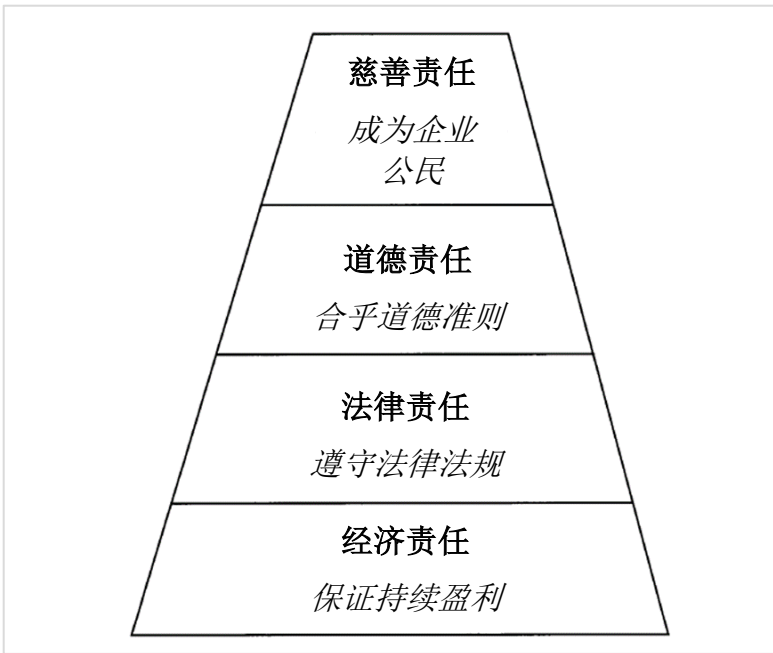 慈善责任
成为企业
公民
道德责任
合乎道德准则
法律责任
遵守法律法规
经济责任
保证持续盈利